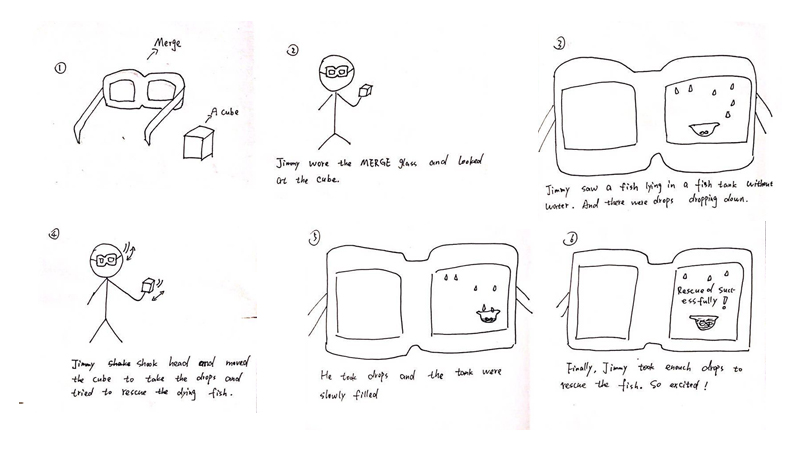 ①
Merge
A cube
②
Jimmy wore the MERGE glass and looked
at the cube.
③
Jimmy saw a fish lying in a fish tank without
water. And there were drops dropping down.
④
Jimmy shake shook head and moved
the cube to take the drops and
tried to rescue the dying fish.
⑤
He took drops and the tank were
slowly filled
⑥
Rescued succ-
essfully!
Finally, Jimmy took enough drops to
rescue the fish. So excited!